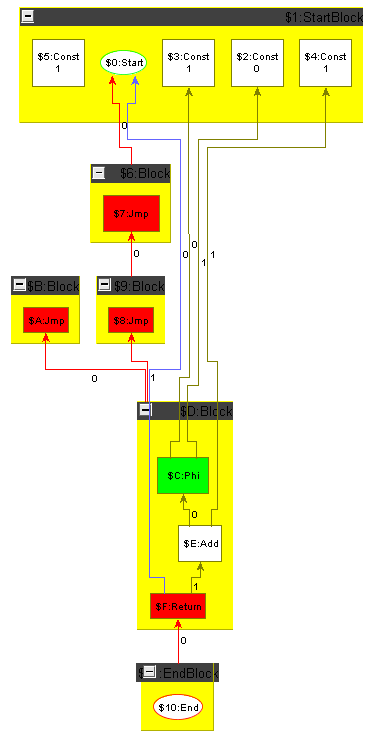 $1:StartBlock
$5:Const
1
$0:Start
$3:Const
1
$2:Const
0
$4:Const
1
0
$6:Block
$7:Jmp
0
0
0
1
1
$B:Block
$A:Jmp
$9:Block
$8:Jmp
0
1
$D:Block
$C:Phi
0
$E:Add
1
$F:Return
0
:EndBlock
$10:End